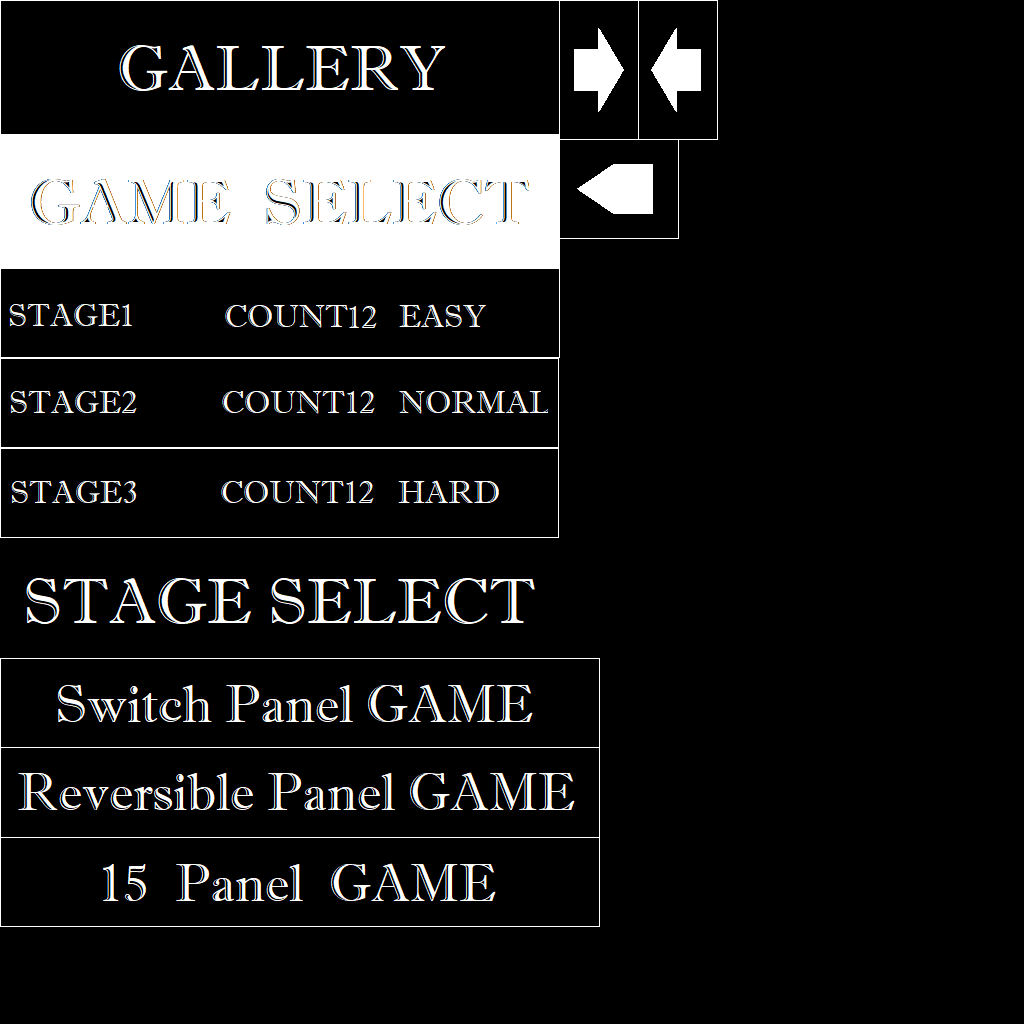 GALLERY
GAME SELECT
STAGE1 COUNT12 EASY
STAGE2 COUNT12 NORMAL
STAGE3 COUNT12 HARD
STAGE SELECT
Switch Panel GAME
Reversible Panel GAME
15 Panel GAME